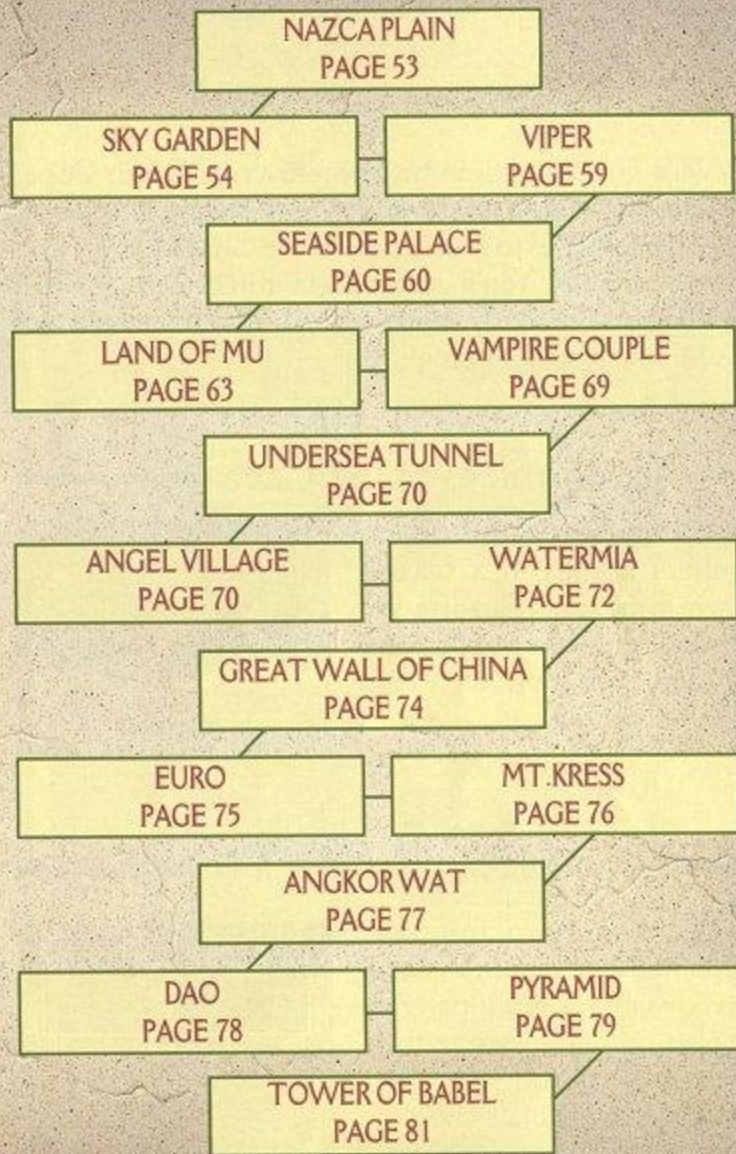 NAZCA PLAIN
PAGE 53
SKY GARDEN
PAGE 54
VIPER
PAGE 59
SEASIDE PALACE
PAGE 60
LAND OF MU
PAGE 63
VAMPIRE COUPLE
PAGE 69
UNDERSEA TUNNEL
PAGE 70
ANGEL VILLAGE
PAGE 70
WATERMIA
PAGE 72
GREAT WALL OF CHINA
PAGE 74
EURO
PAGE 75
MT.KRESS
PAGE 76
ANGKOR WAT
PAGE 77
DAO
PAGE 78
PYRAMID
PAGE 79
TOWER OF BABEL
PAGE 81